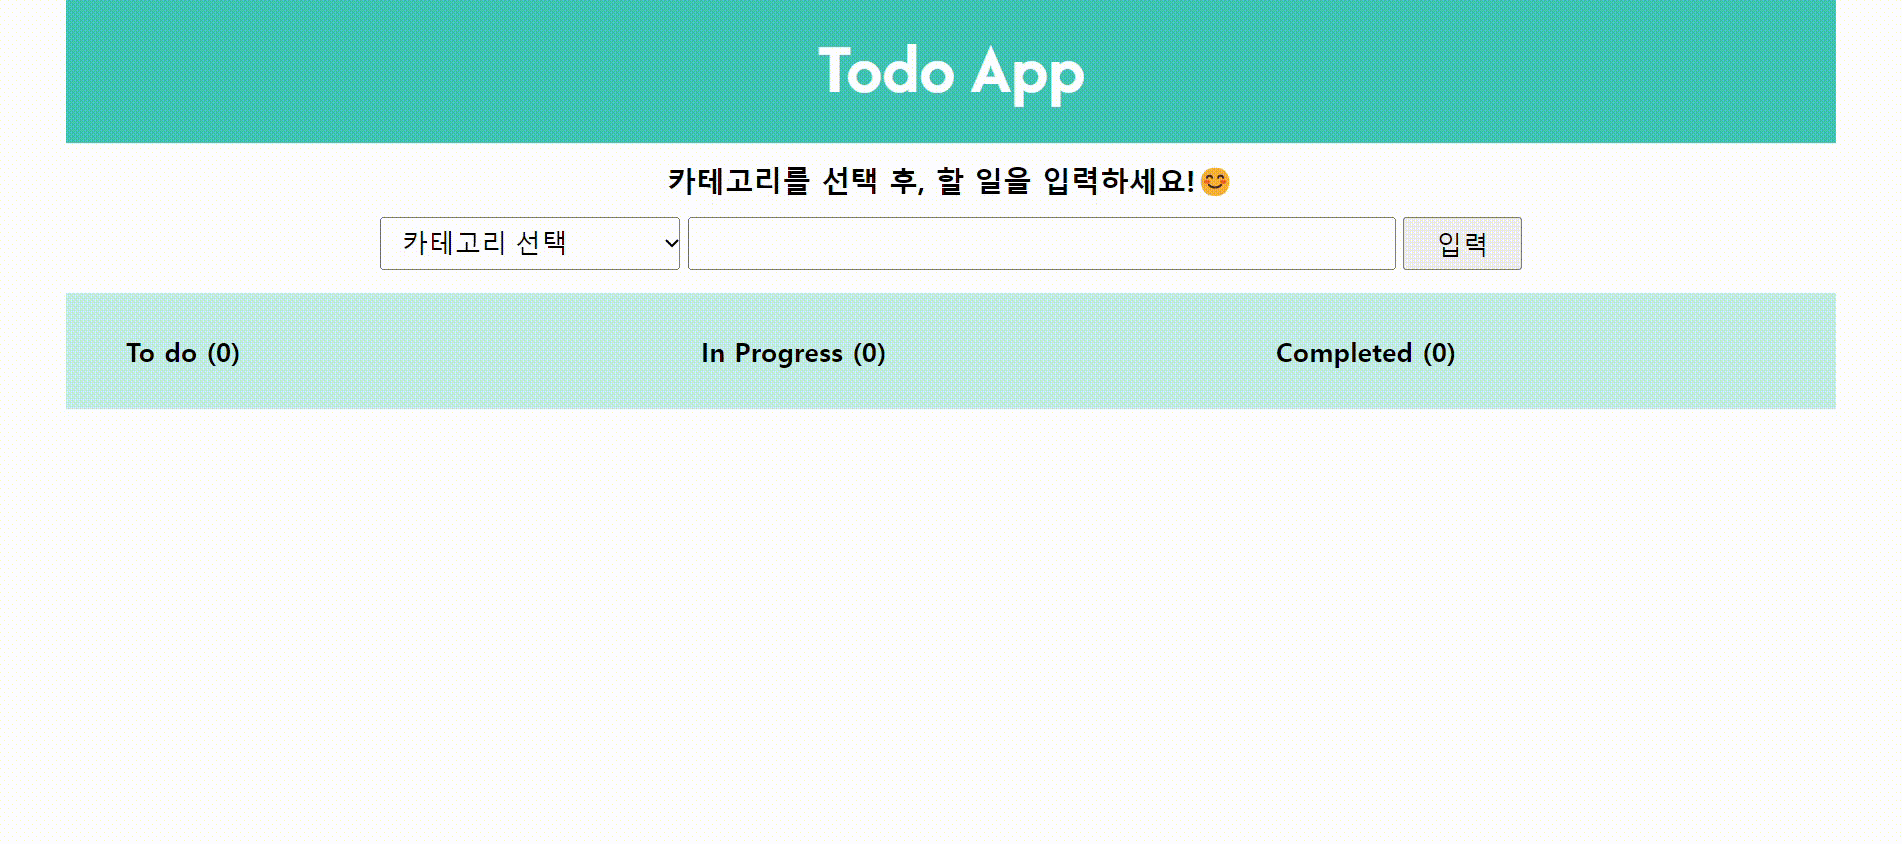 Todo App
카테고리를 선택 후, 할 일을 입력하세요!😊
카테고리 선택 입력
To do (0) In Progress (0) Completed (0)